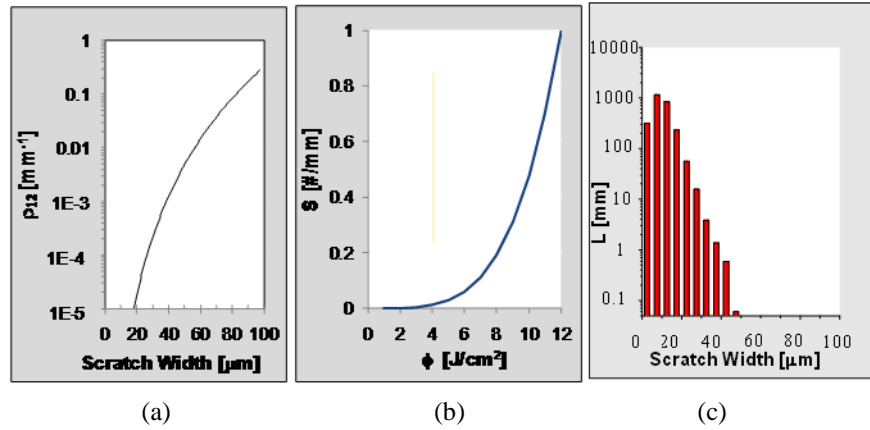 1
0.1
0.01
1E-3
1E-4
1E-5
ρ12 [mm-1]
0 20 40 60 80 100
Scratch Width [μm]
(a)
1
0.8
0.6
0.4
0.2
0
S [#/mm]
0 2 4 6 8 10 12
ϕ [J/cm²]
(b)
10000
1000
100
10
1
0.1
L [mm]
0 20 40 60 80 100
Scratch Width [μm]
(c)